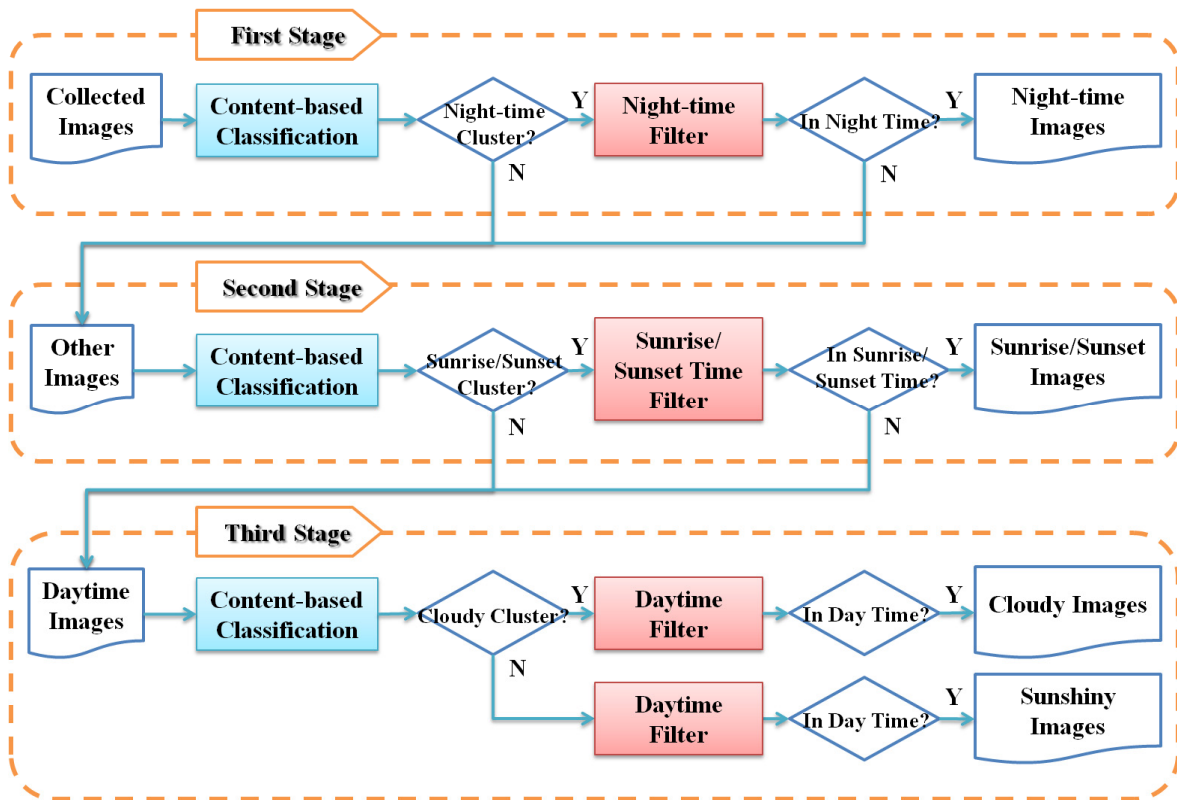 First Stage
Collected
Images
Content-based
Classification
Night-time
Cluster?
Y
Night-time
Filter
In Night Time?
Y
Night-time
Images
N
N
Second Stage
Other
Images
Content-based
Classification
Sunrise/Sunset
Cluster?
Y
Sunrise/
Sunset Time
Filter
In Sunrise/
Sunset Time?
Y
Sunrise/Sunset
Images
N
N
Third Stage
Daytime
Images
Content-based
Classification
Cloudy Cluster?
Y
Daytime
Filter
In Day Time?
Y
Cloudy Images
N
Daytime
Filter
In Day Time?
Y
Sunshiny
Images